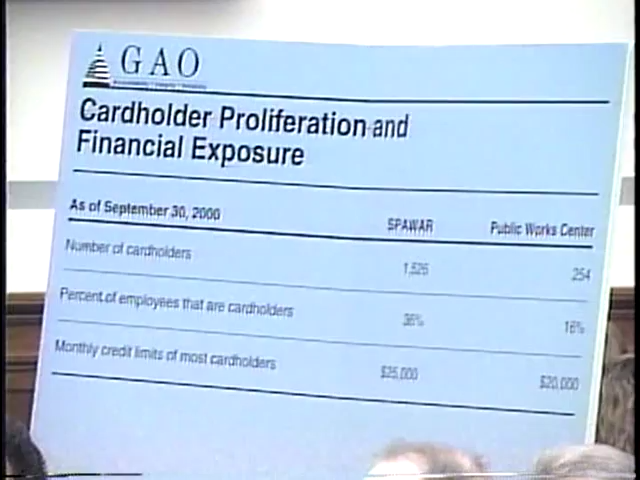 GAO
Cardholder Proliferation and
Financial Exposure
As of September 30, 2000 SPAWAR Public Works Center
Number of cardholders 1,526 254
Percent of employees that are cardholders 36% 16%
Monthly credit limits of most cardholders $25,000 $20,000